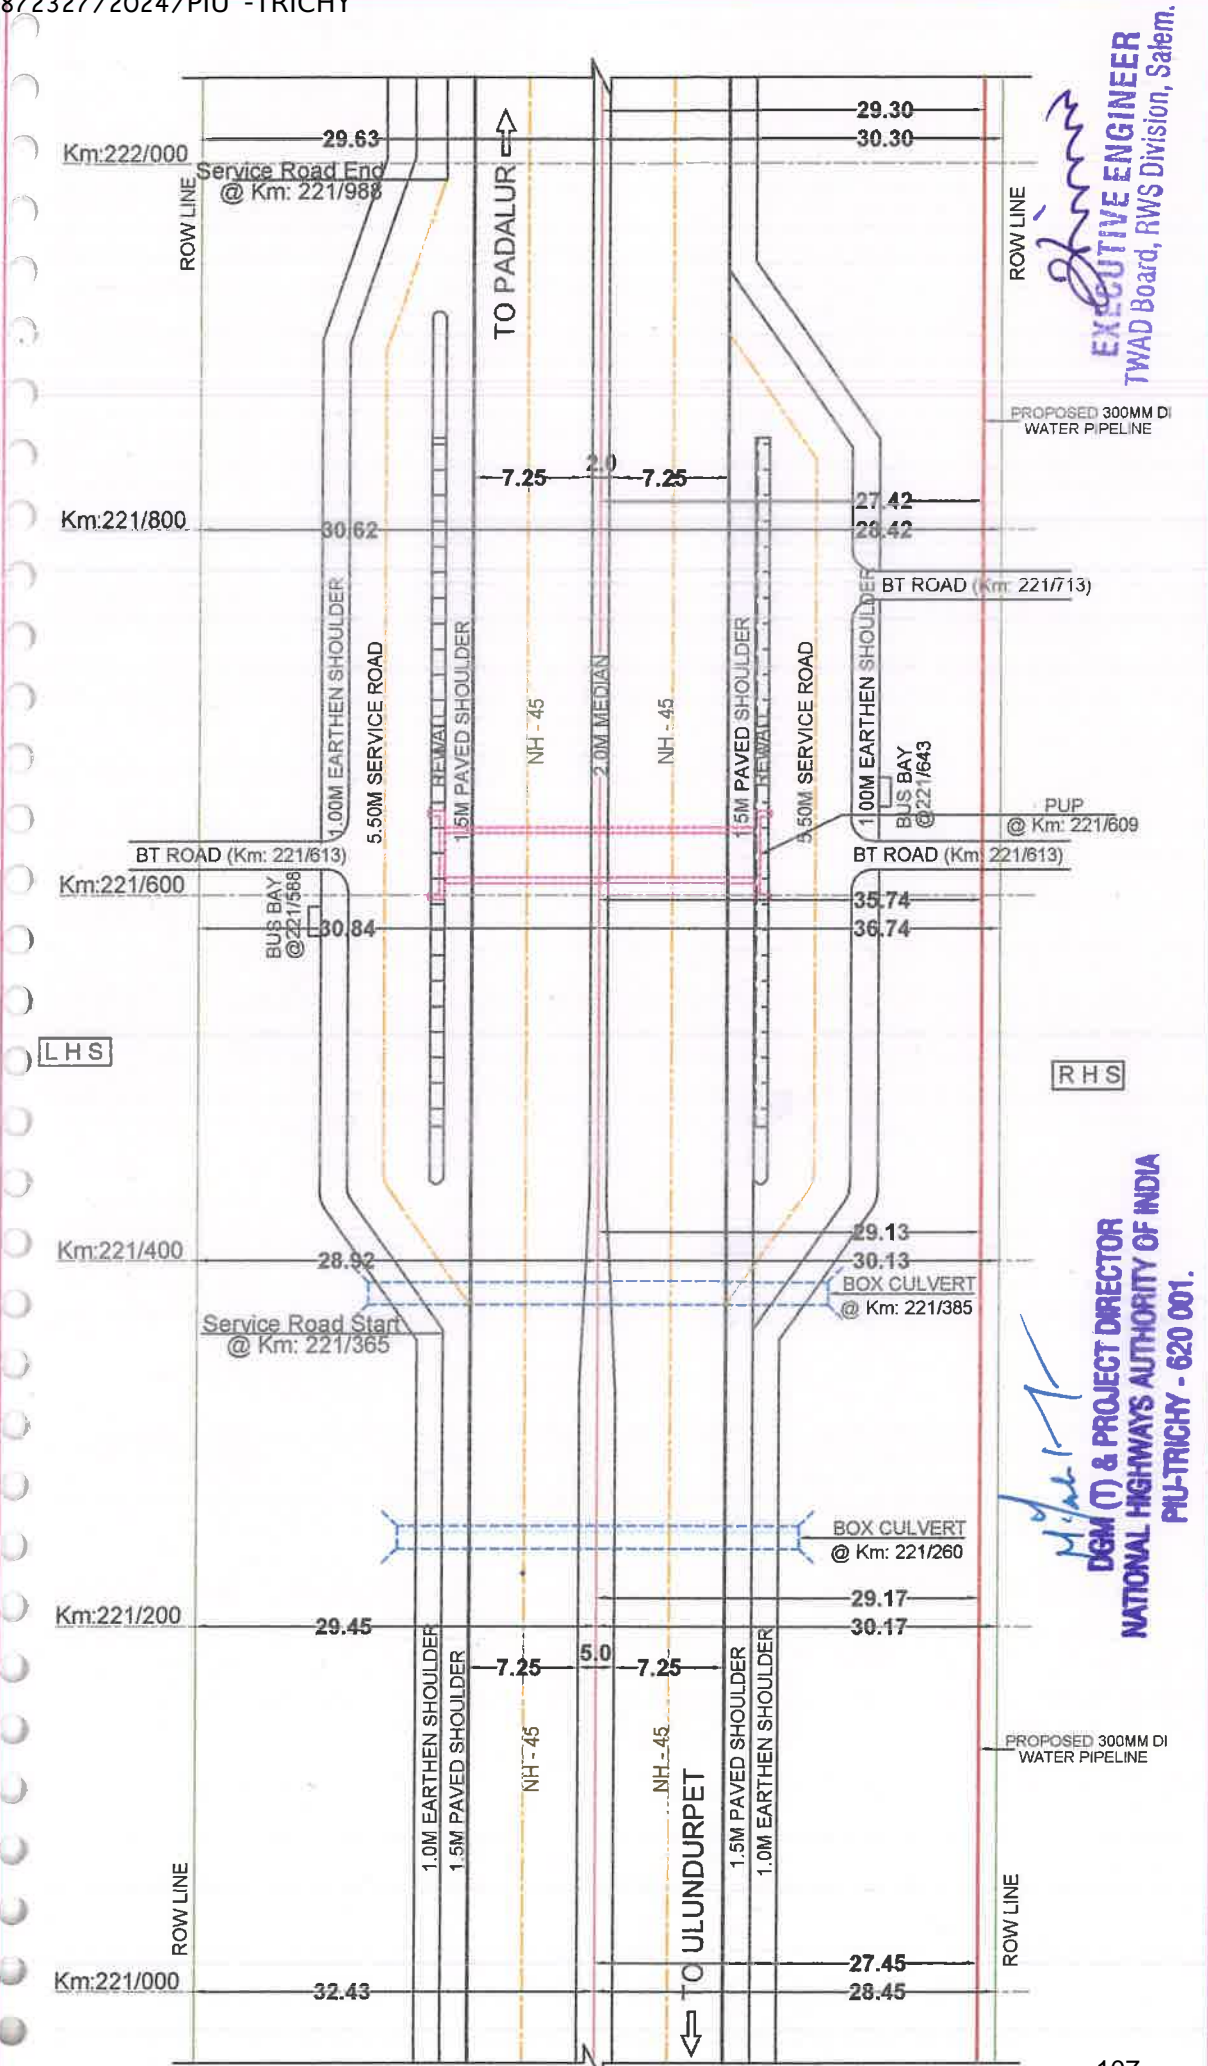 872327/2024/PIU -TRICHY
EXECUTIVE ENGINEER
TWAD Board, RWS Division, Salem.
29.30
29.63
30.30
Km:222/000
Service Road End
@ Km: 221/988
ROW LINE
TO PADALUR
ROW LINE
PROPOSED 300MM DI
WATER PIPELINE
2.0
7.25
7.25
27.42
Km:221/800
30.62
28.42
BT ROAD (Km: 221/713)
1.00M EARTHEN SHOULDER
5.50M SERVICE ROAD
REWALL
1.5M PAVED SHOULDER
NH - 45
2.0M MEDIAN
NH - 45
1.5M PAVED SHOULDER
REWALL
5.50M SERVICE ROAD
1.00M EARTHEN SHOULDER
BUS BAY
@221/643
PUP
@ Km: 221/609
BT ROAD (Km: 221/613)
BT ROAD (Km: 221/613)
Km:221/600
BUS BAY
@221/588
35.74
30.84
36.74
LHS
RHS
29.13
Km:221/400
28.92
30.13
BOX CULVERT
@ Km: 221/385
Service Road Start
@ Km: 221/365
DGM (T) & PROJECT DIRECTOR
NATIONAL HIGHWAYS AUTHORITY OF INDIA
PIU-TRICHY - 620 001.
BOX CULVERT
@ Km: 221/260
29.17
Km:221/200
29.45
30.17
5.0
7.25
7.25
1.0M EARTHEN SHOULDER
1.5M PAVED SHOULDER
NH - 45
NH - 45
TO ULUNDURPET
1.5M PAVED SHOULDER
1.0M EARTHEN SHOULDER
PROPOSED 300MM DI
WATER PIPELINE
ROW LINE
ROW LINE
27.45
Km:221/000
32.43
28.45